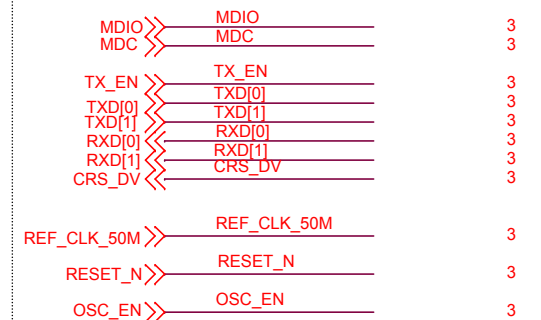 MDIO MDIO 3
MDC MDC 3
TX_EN TX_EN 3
TXD[0] TXD[0] 3
TXD[1] TXD[1] 3
RXD[0] RXD[0] 3
RXD[1] RXD[1] 3
CRS_DV CRS_DV 3
REF_CLK_50M REF_CLK_50M 3
RESET_N RESET_N 3
OSC_EN OSC_EN 3